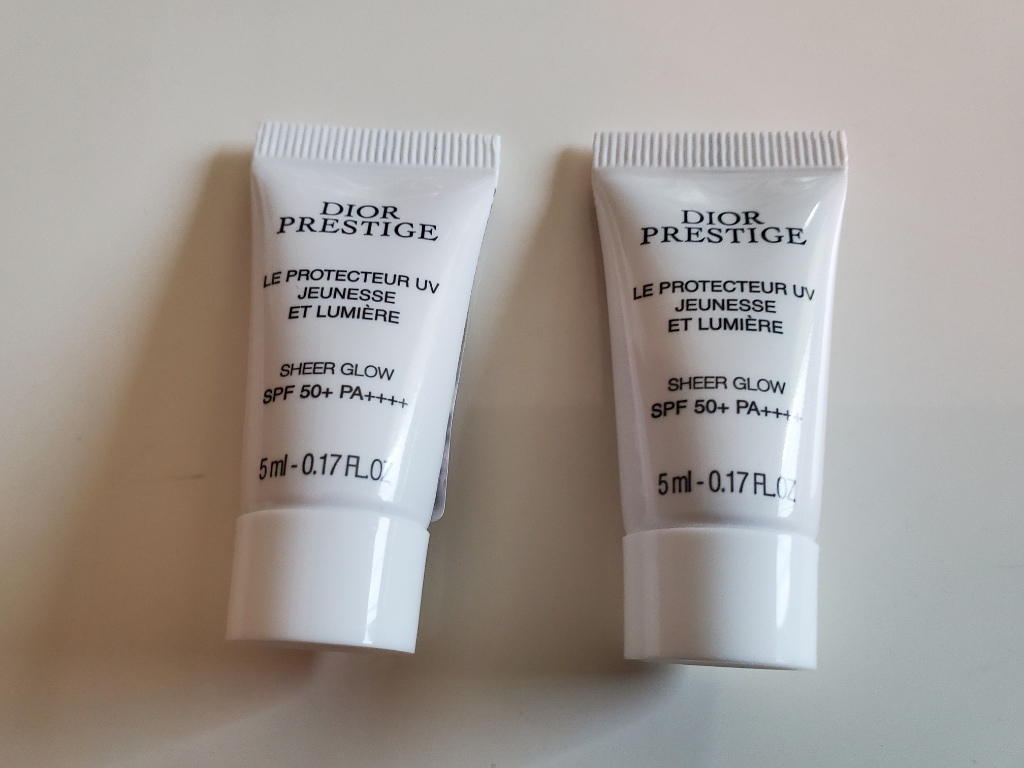 DIOR
PRESTIGE
LE PROTECTEUR UV
JEUNESSE
ET LUMIÈRE
SHEER GLOW
SPF 50+ PA++++
5 ml - 0.17 FL.OZ
DIOR
PRESTIGE
LE PROTECTEUR UV
JEUNESSE
ET LUMIÈRE
SHEER GLOW
SPF 50+ PA++++
5 ml - 0.17 FL.OZ